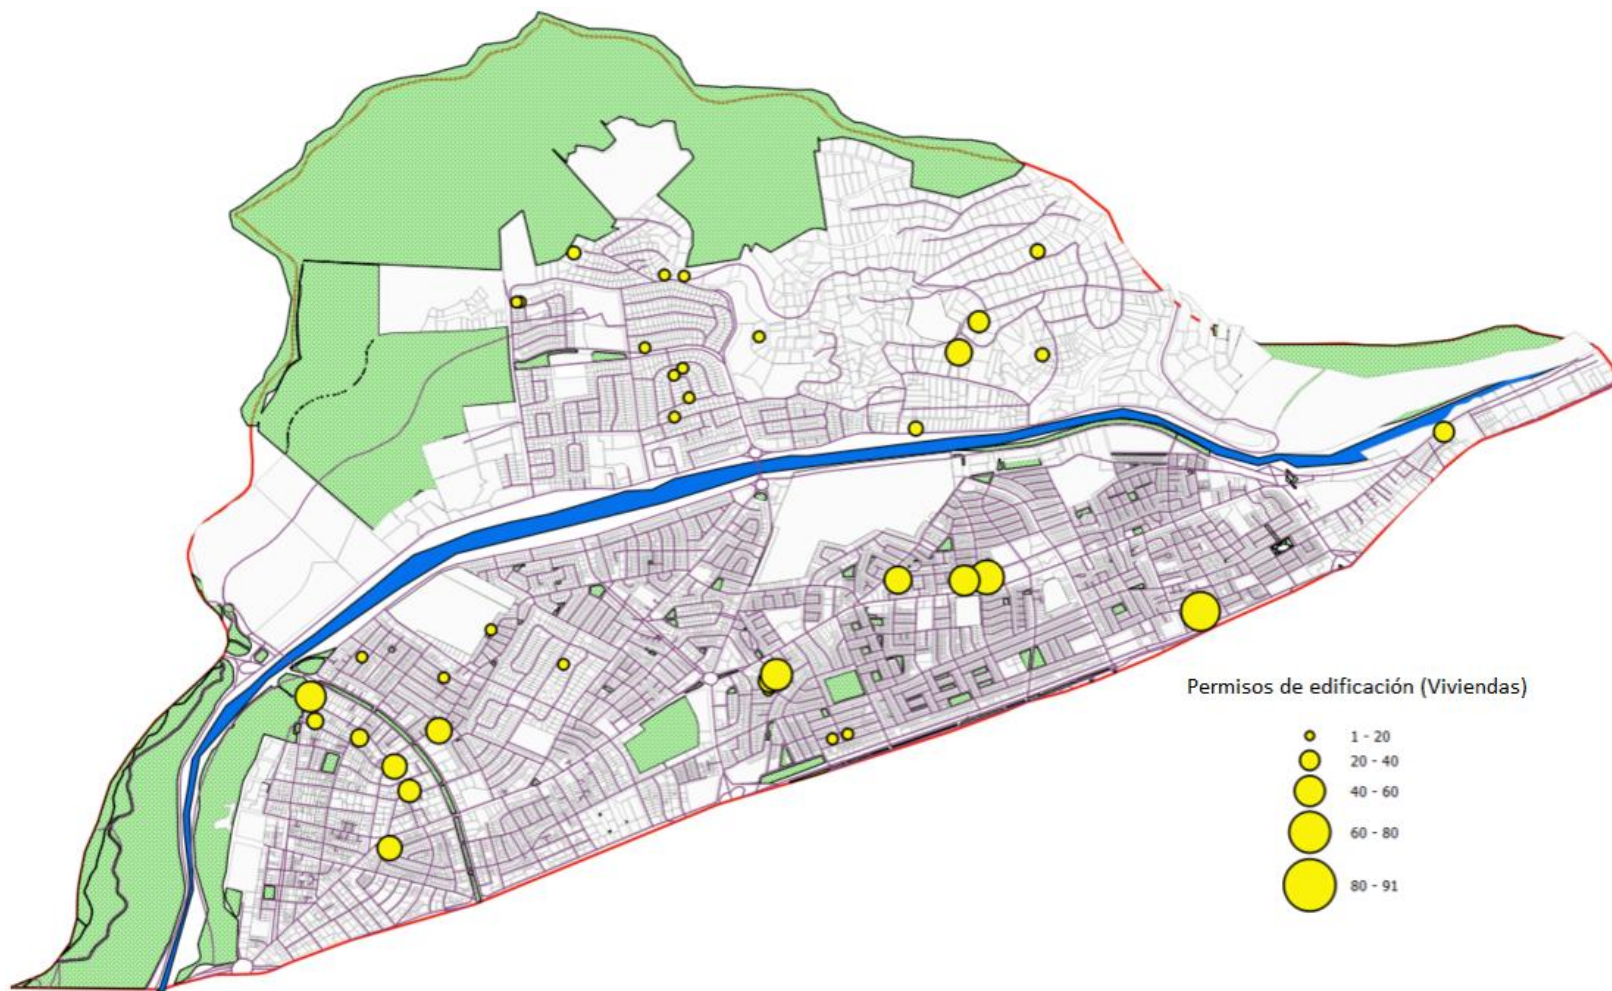 Permisos de edificación (Viviendas)
1 - 20
20 - 40
40 - 60
60 - 80
80 - 91